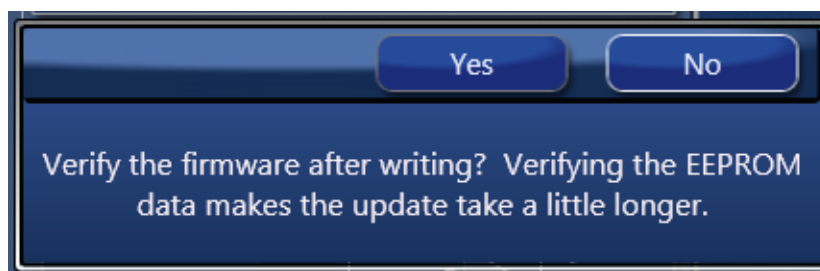 Yes No
Verify the firmware after writing?  Verifying the EEPROM
data makes the update take a little longer.